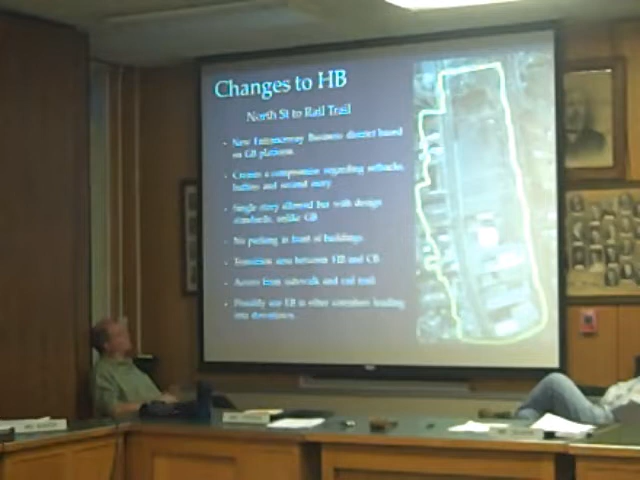 Changes to HB
North St to Rail Trail
• New Entranceway Business district based
on GB platform.
• Creates a compromise regarding setbacks,
buffers and second story.
• Single story allowed but with design
standards, unlike CB
• No parking in front of buildings.
• Transition area between HB and CB
• Access from sidewalk and rail trail
• Possibly use EB in other corridors leading
into downtown.